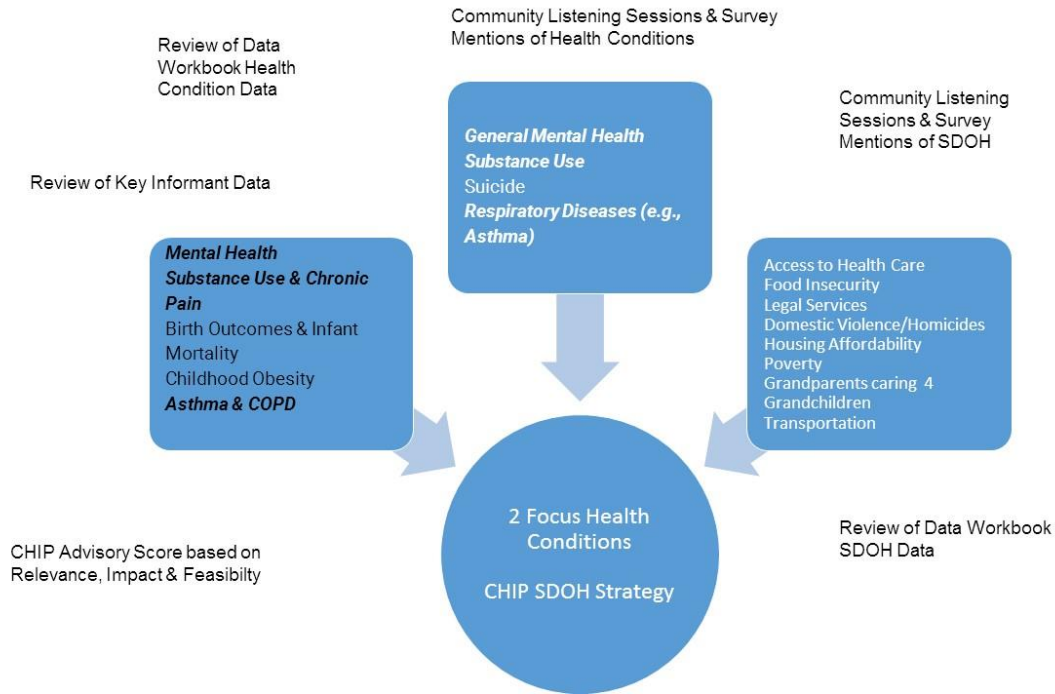 Community Listening Sessions & Survey
Mentions of Health Conditions
Review of Data
Workbook Health
Condition Data
Community Listening
Sessions & Survey
Mentions of SDOH
Review of Key Informant Data
General Mental Health
Substance Use
Suicide
Respiratory Diseases (e.g.,
Asthma)
Mental Health
Substance Use & Chronic
Pain
Birth Outcomes & Infant
Mortality
Childhood Obesity
Asthma & COPD
Access to Health Care
Food Insecurity
Legal Services
Domestic Violence/Homicides
Housing Affordability
Poverty
Grandparents caring 4
Grandchildren
Transportation
2 Focus Health
Conditions
CHIP SDOH Strategy
CHIP Advisory Score based on
Relevance, Impact & Feasibilty
Review of Data Workbook
SDOH Data